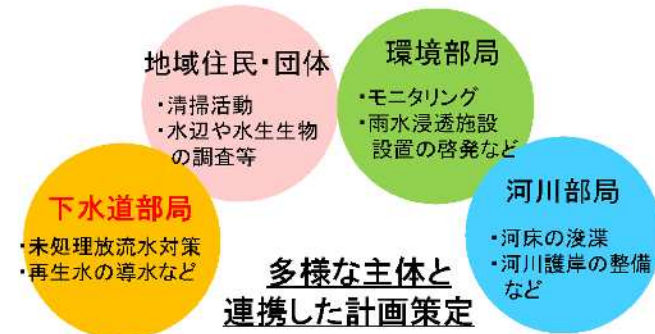 地域住民・団体
・清掃活動
・水辺や水生生物
の調査等
環境部局
・モニタリング
・雨水浸透施設
設置の啓発など
下水道部局
・未処理放流水対策
・再生水の導水など
河川部局
・河床の浚渫
・河川護岸の整備
など
多様な主体と
連携した計画策定